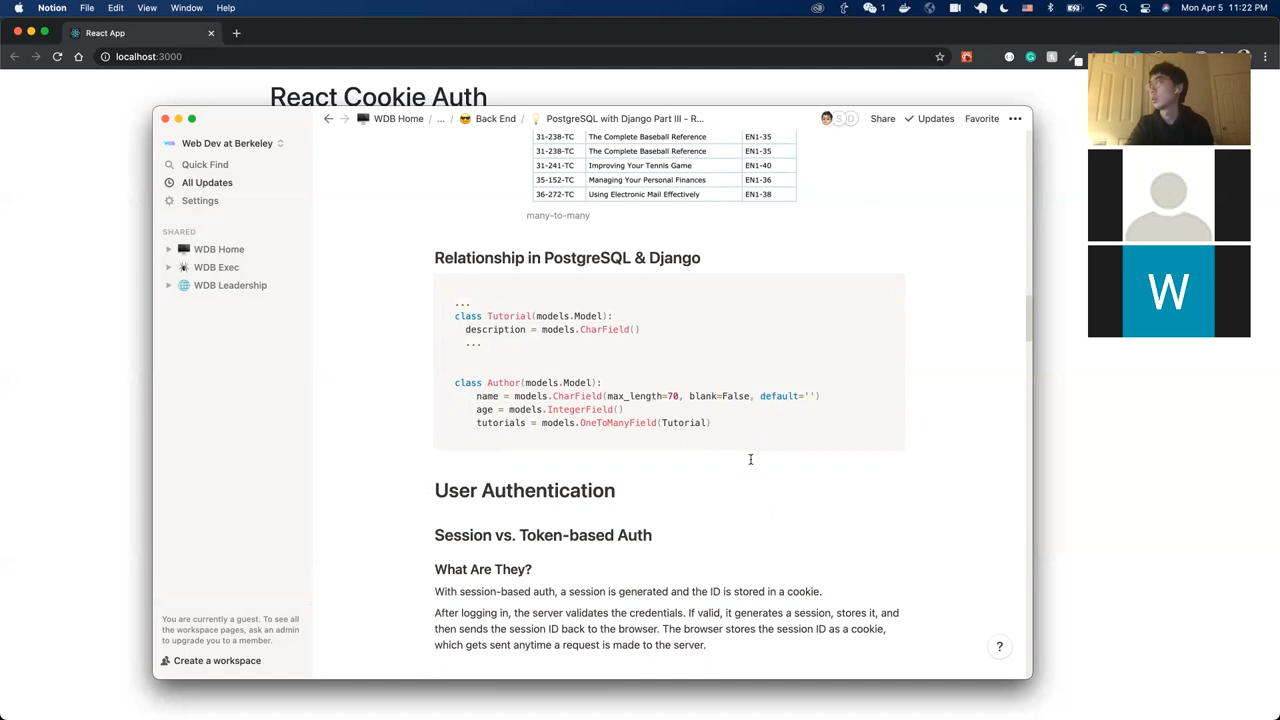 Notion File Edit View Window Help
Mon Apr 5 11:22 PM
React App
localhost:3000
React Cookie Auth
WDB Home / ... / Back End / PostgreSQL with Django Part III - R...
S D Share Updates Favorite •••
Web Dev at Berkeley
Quick Find
All Updates
Settings
SHARED
WDB Home
WDB Exec
WDB Leadership
You are currently a guest. To see all
the workspace pages, ask an admin
to upgrade you to a member.
Create a workspace
31-238-TC The Complete Baseball Reference EN1-35
31-238-TC The Complete Baseball Reference EN1-35
31-241-TC Improving Your Tennis Game EN1-40
35-152-TC Managing Your Personal Finances EN1-36
36-272-TC Using Electronic Mail Effectively EN1-38
many-to-many
Relationship in PostgreSQL & Django
...
class Tutorial(models.Model):
description = models.CharField()
...
class Author(models.Model):
name = models.CharField(max_length=70, blank=False, default='')
age = models.IntegerField()
tutorials = models.OneToManyField(Tutorial)
User Authentication
Session vs. Token-based Auth
What Are They?
With session-based auth, a session is generated and the ID is stored in a cookie.
After logging in, the server validates the credentials. If valid, it generates a session, stores it, and
then sends the session ID back to the browser. The browser stores the session ID as a cookie,
which gets sent anytime a request is made to the server.
?
W